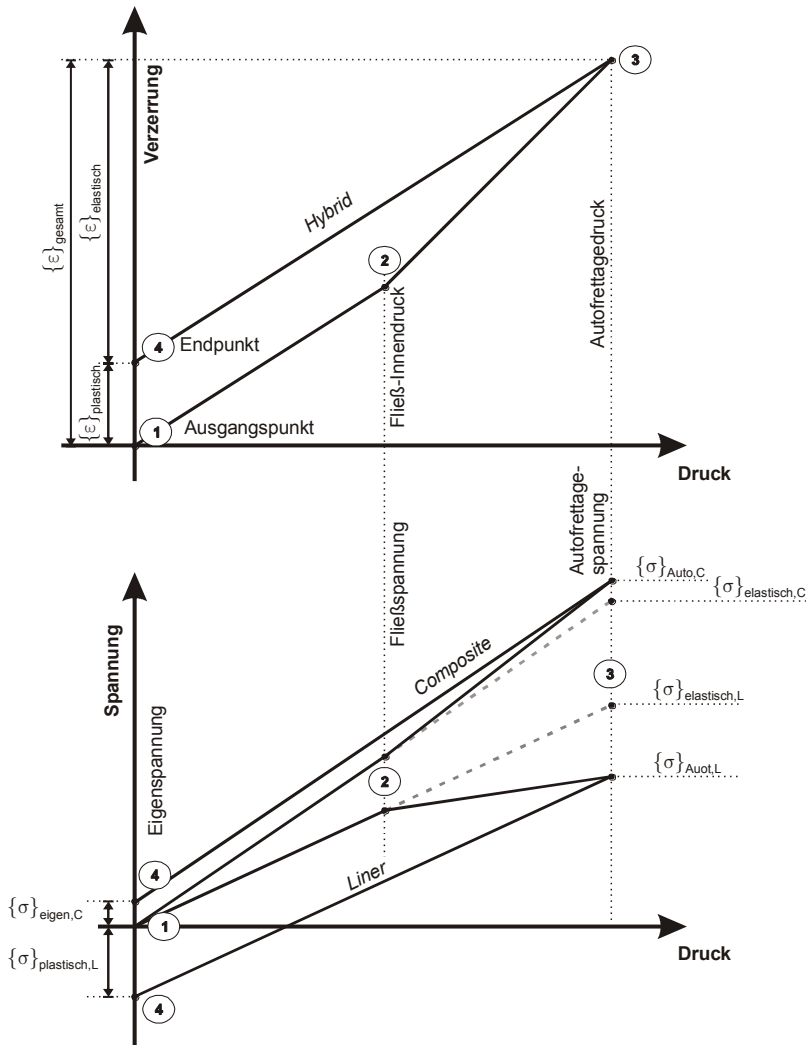 Verzerrung
{ε}gesamt
{ε}elastisch
{ε}plastisch
3
Hybrid
2
Autofrettagedruck
Fließ-Innendruck
4 Endpunkt
1 Ausgangspunkt
Druck
Autofrettage-
spannung
Fließspannung
Spannung
{σ}Auto,C
{σ}elastisch,C
Composite
3
{σ}elastisch,L
Eigenspannung
2
{σ}Auot,L
4
Liner
{σ}eigen,C
1
{σ}plastisch,L
Druck
4